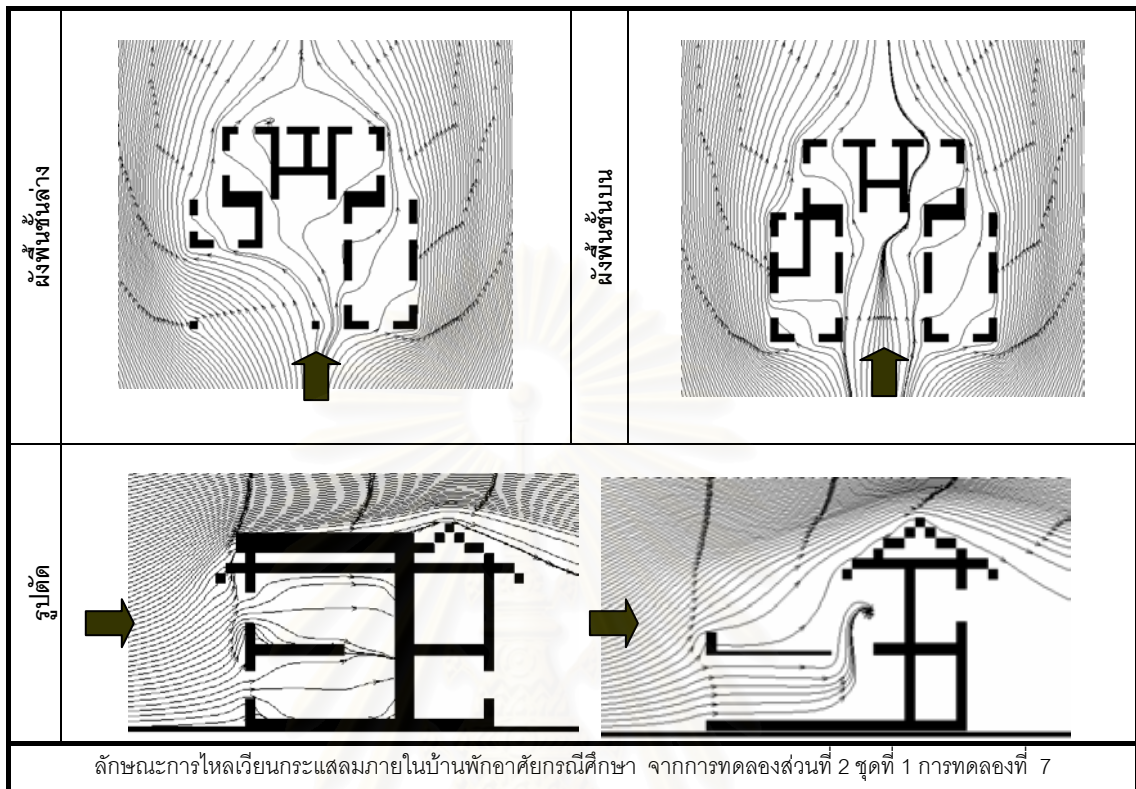 ผังพื้นชั้นล่าง
ผังพื้นชั้นบน
รูปตัด
ลักษณะการไหลเวียนกระแสลมภายในบ้านพักอาศัยกรณีศึกษา จากการทดลองส่วนที่ 2 ชุดที่ 1 การทดลองที่ 7